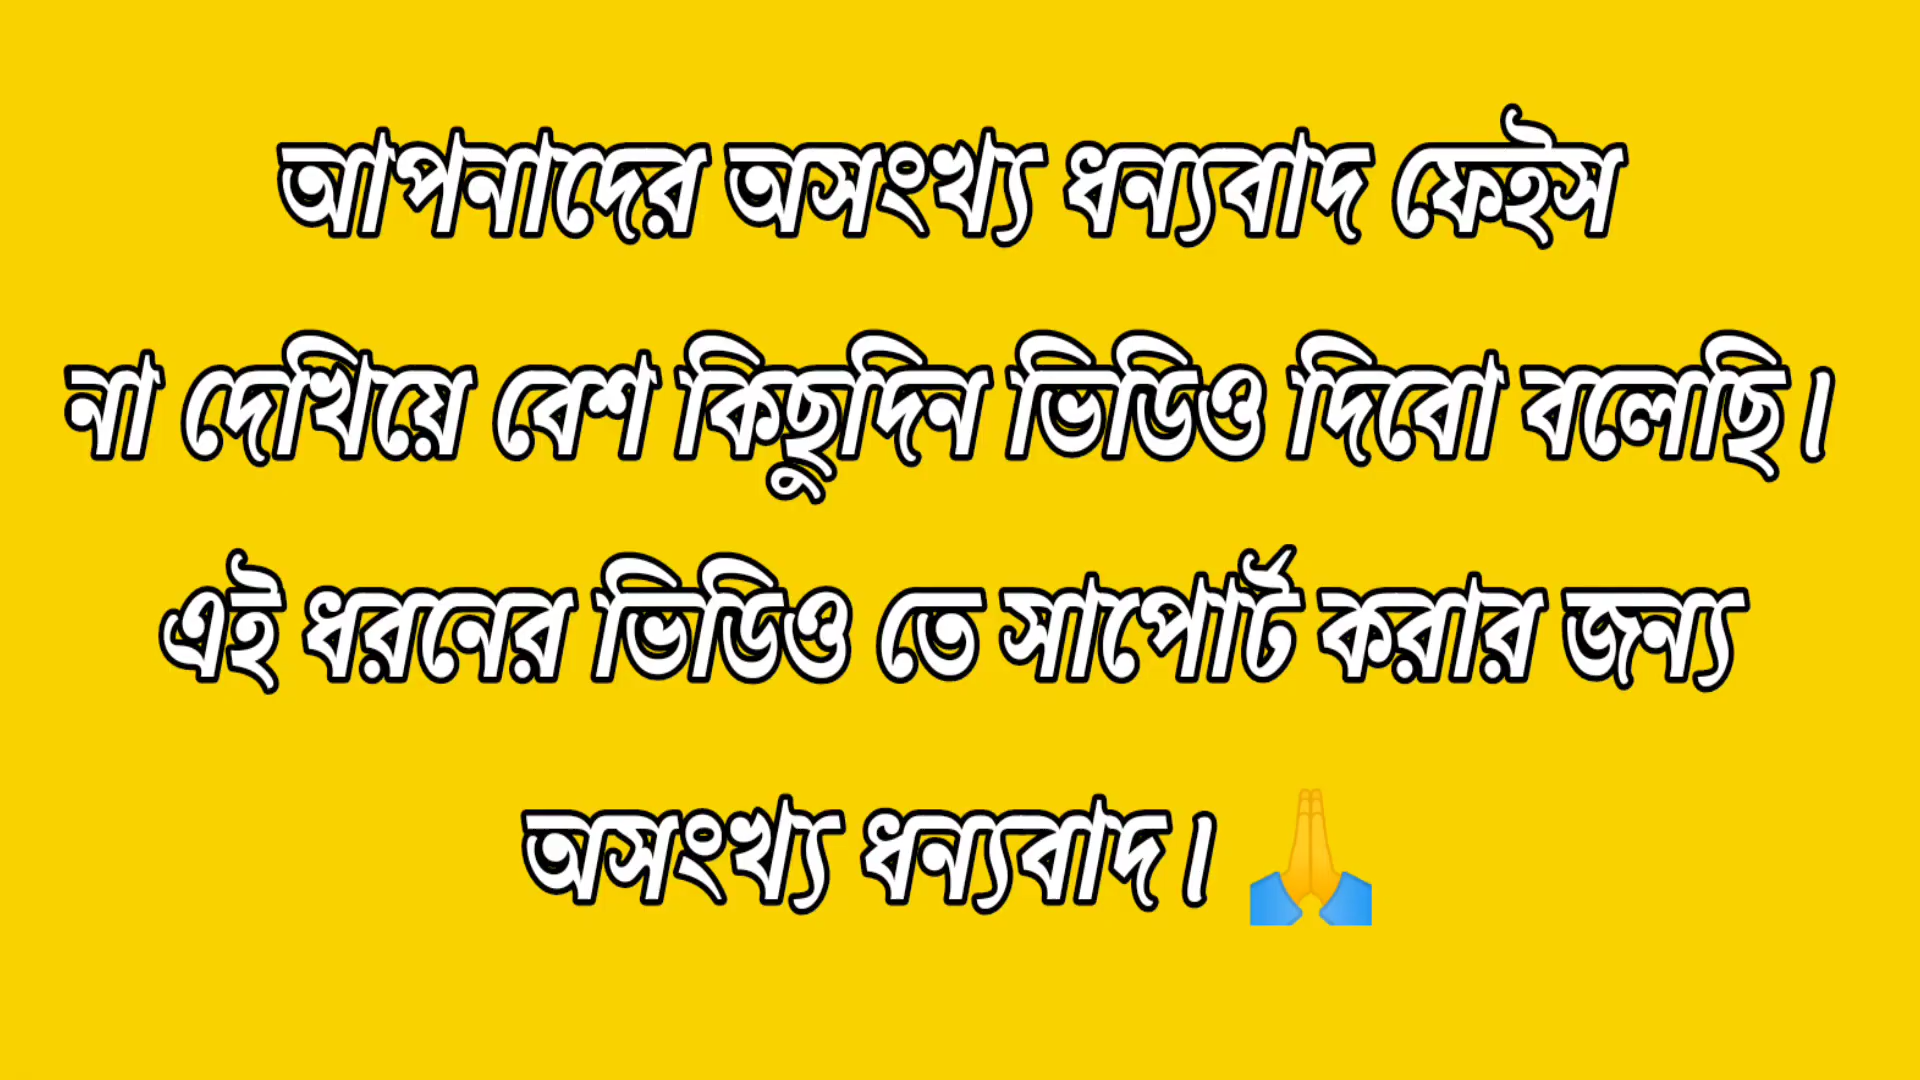 আপনাদের অসংখ্য ধন্যবাদ ফেইস
না দেখিয়ে বেশ কিছুদিন ভিডিও দিবো বলেছি।
এই ধরনের ভিডিও তে সাপোর্ট করার জন্য
অসংখ্য ধন্যবাদ। 🙏